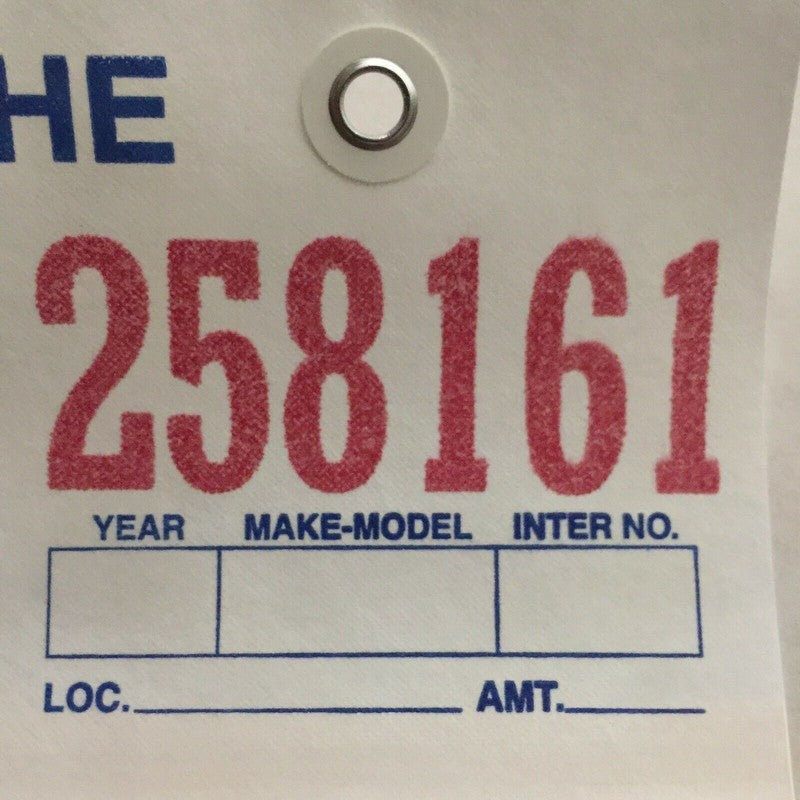 HE
258161
YEAR MAKE-MODEL INTER NO.
LOC. AMT.